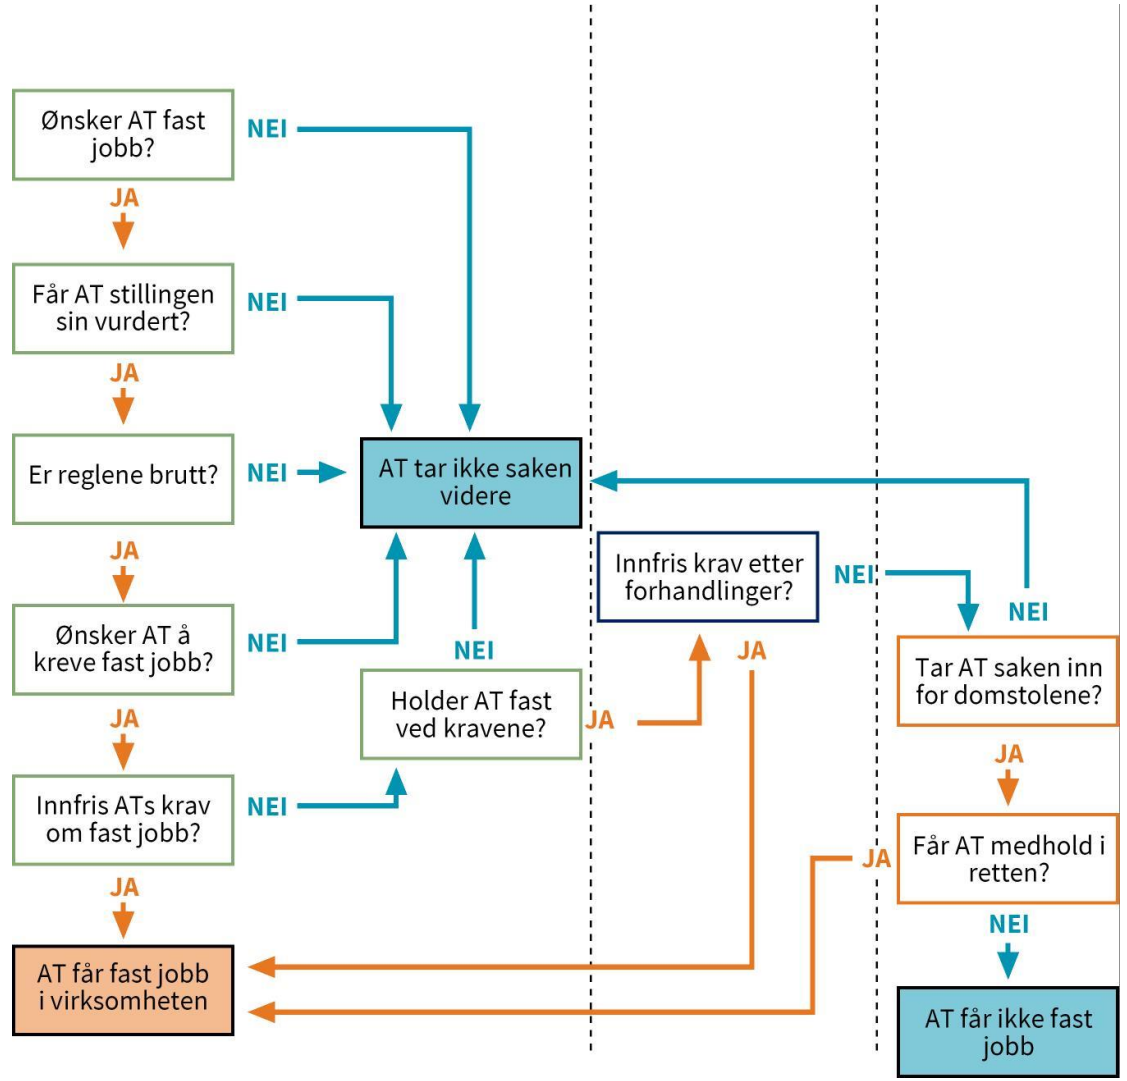 Ønsker AT fast
jobb?
NEI
JA
Får AT stillingen
sin vurdert?
NEI
JA
Er reglene brutt?
NEI
AT tar ikke saken
videre
JA
Ønsker AT å
kreve fast jobb?
NEI
JA
Innfris ATs krav
om fast jobb?
NEI
NEI
Holder AT fast
ved kravene?
JA
Innfris krav etter
forhandlinger?
NEI
JA
NEI
Tar AT saken inn
for domstolene?
JA
Får AT medhold i
retten?
JA
NEI
JA
AT får fast jobb
i virksomheten
AT får ikke fast
jobb